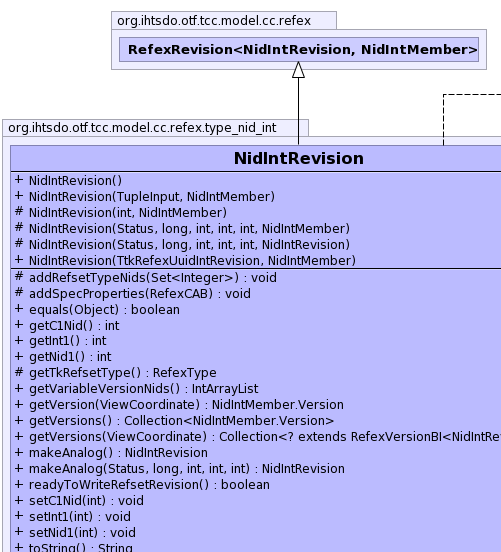 org.ihtsdo.otf.tcc.model.cc.refex
RefexRevision<NidIntRevision, NidIntMember>
org.ihtsdo.otf.tcc.model.cc.refex.type_nid_int
NidIntRevision
+ NidIntRevision()
+ NidIntRevision(TupleInput, NidIntMember)
# NidIntRevision(int, NidIntMember)
# NidIntRevision(Status, long, int, int, int, NidIntMember)
# NidIntRevision(Status, long, int, int, int, NidIntRevision)
+ NidIntRevision(TtkRefexUuidIntRevision, NidIntMember)
# addRefsetTypeNids(Set<Integer>) : void
# addSpecProperties(RefexCAB) : void
+ equals(Object) : boolean
+ getC1Nid() : int
+ getInt1() : int
+ getNid1() : int
# getTkRefsetType() : RefexType
+ getVariableVersionNids() : IntArrayList
+ getVersion(ViewCoordinate) : NidIntMember.Version
+ getVersions() : Collection<NidIntMember.Version>
+ getVersions(ViewCoordinate) : Collection<? extends RefexVersionBI<NidIntRe
+ makeAnalog() : NidIntRevision
+ makeAnalog(Status, long, int, int, int) : NidIntRevision
+ readyToWriteRefsetRevision() : boolean
+ setC1Nid(int) : void
+ setInt1(int) : void
+ setNid1(int) : void
+ toString() : String